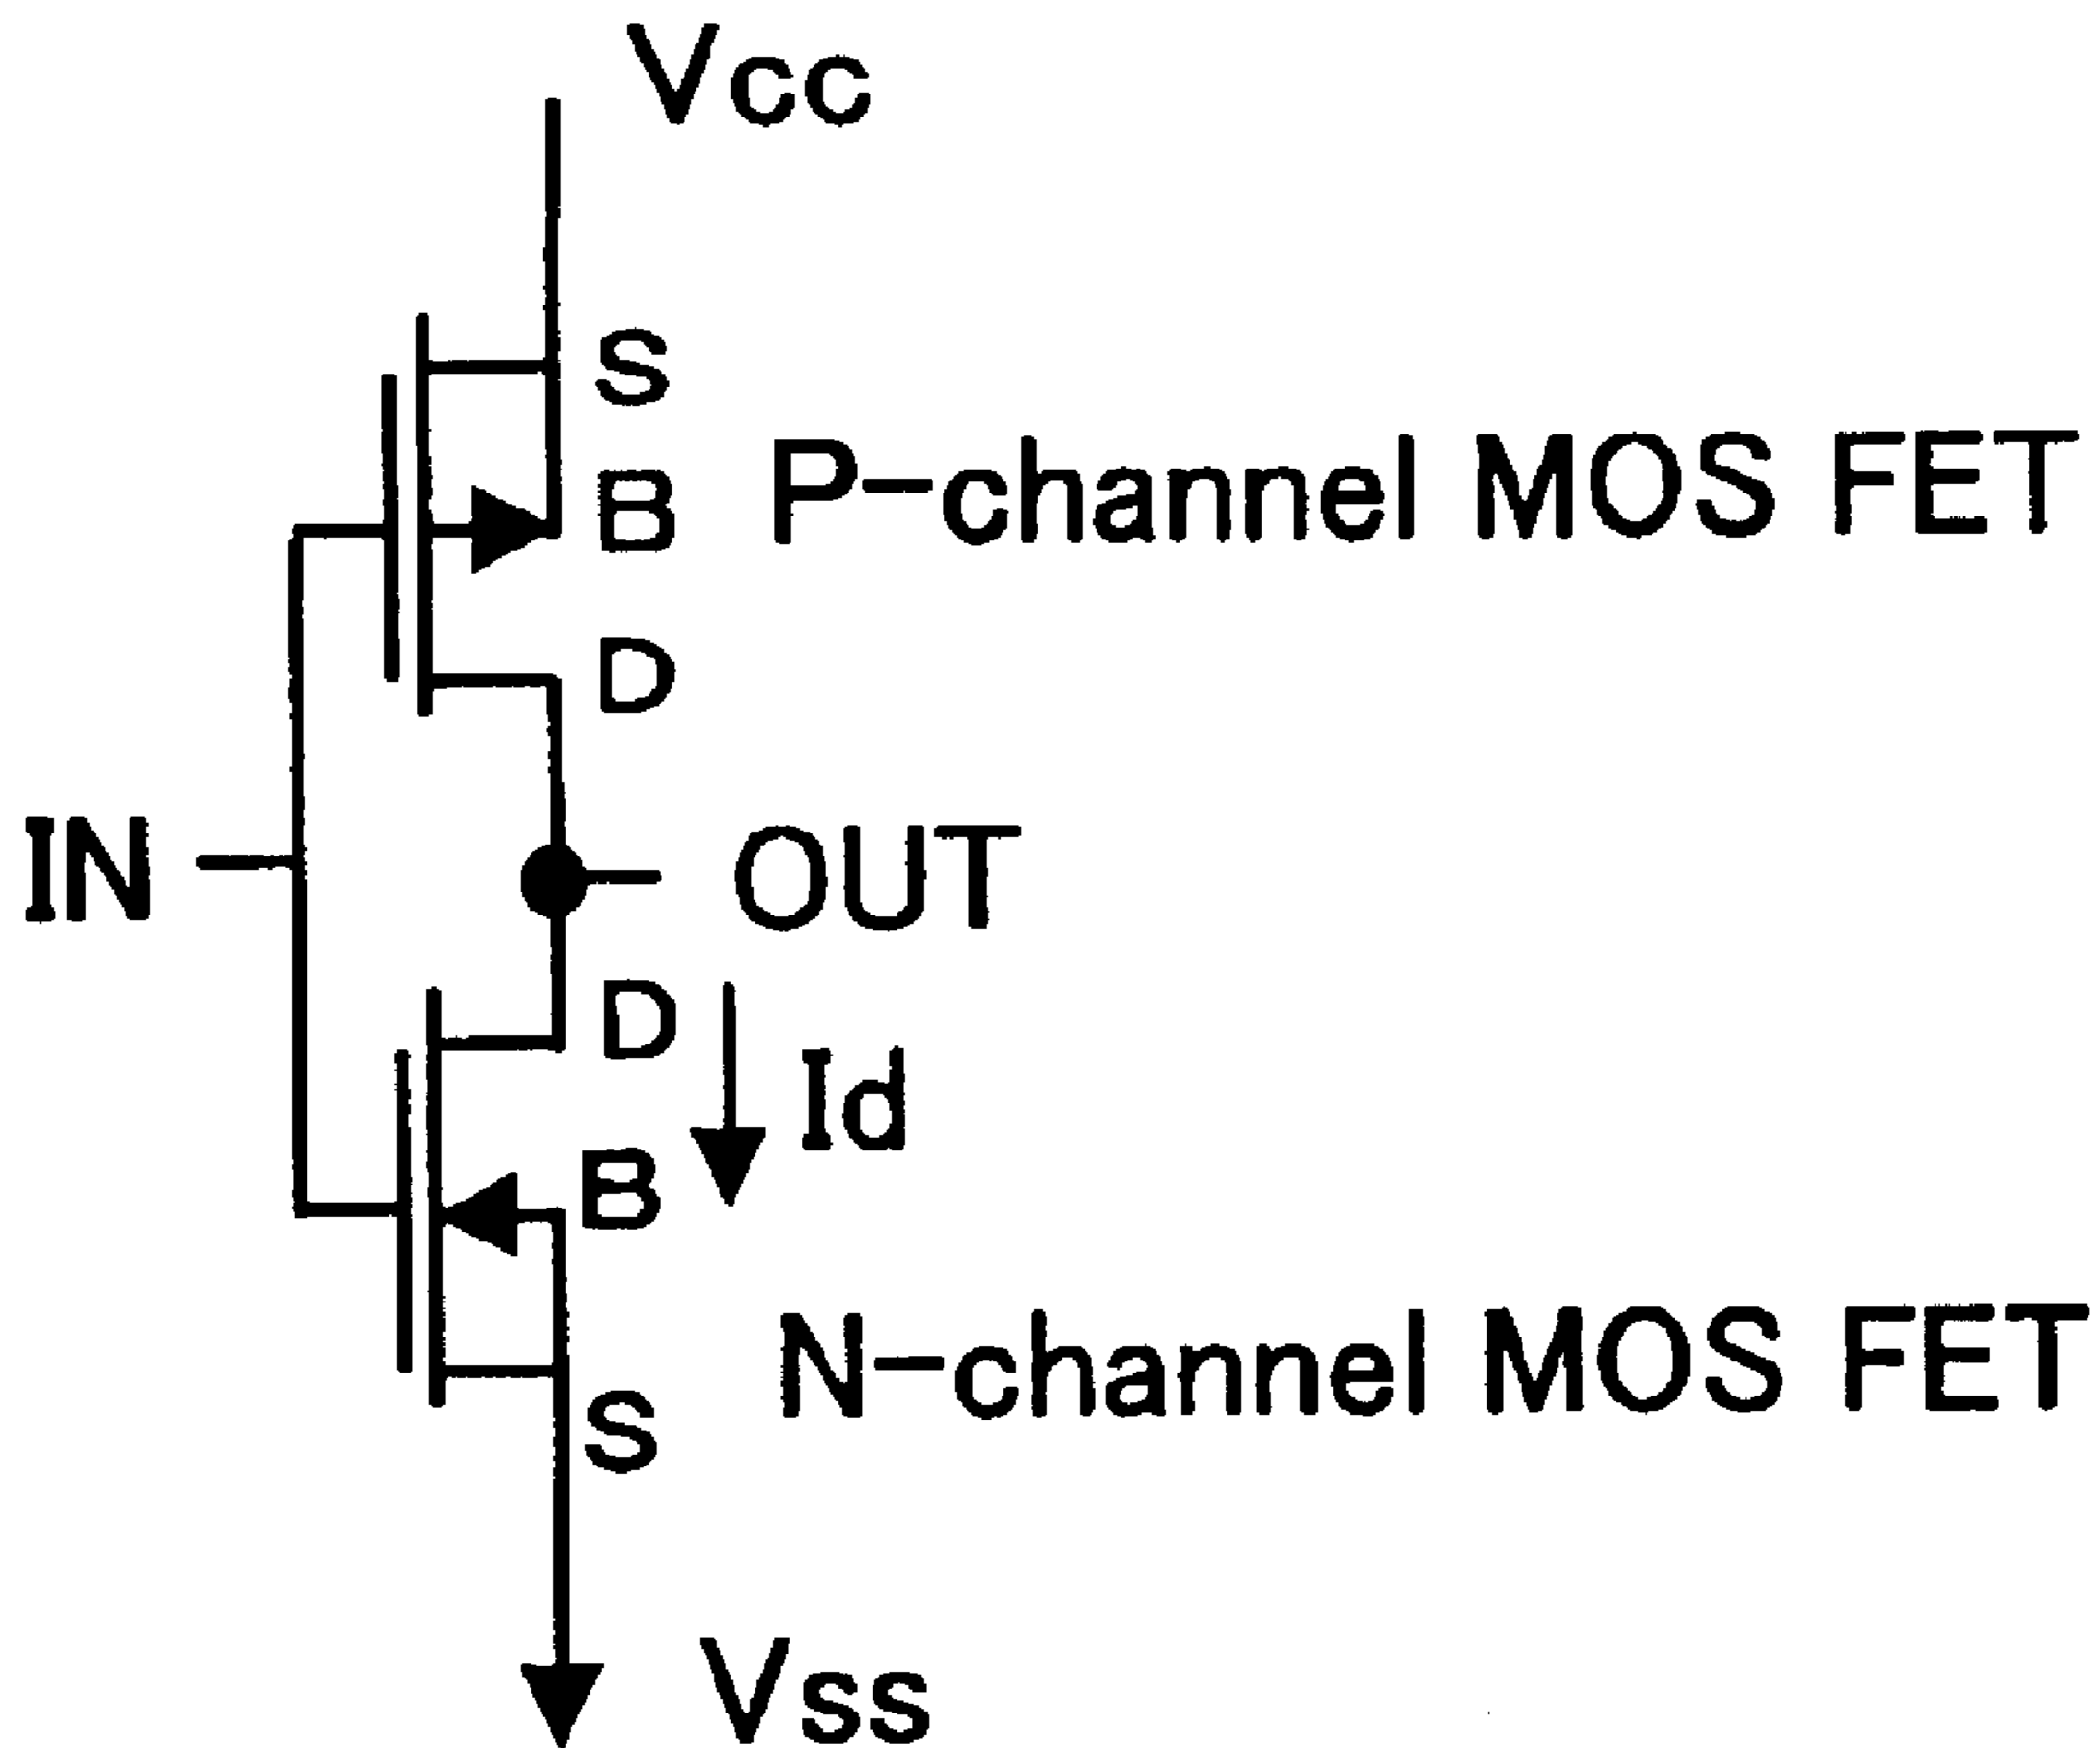 Vcc
S
B
P-channel MOS FET
D
IN
OUT
D
Id
B
N-channel MOS FET
S
Vss